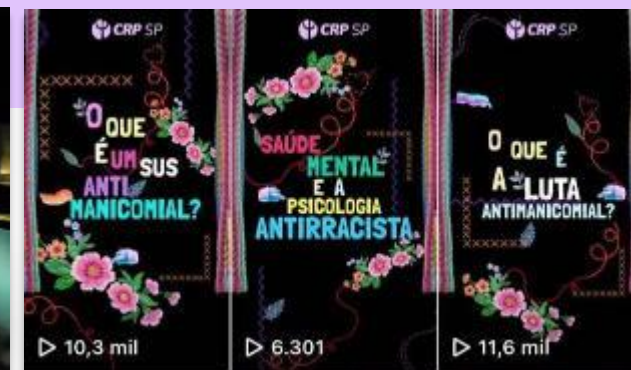 CRP SP
O QUE
É UM SUS
ANTI
MANICOMIAL?
10,3 mil
CRP SP
SAÚDE
MENTAL
E A
PSICOLOGIA
ANTIRRACISTA
6.301
CRP SP
O QUE É
A LUTA
ANTIMANICOMIAL?
11,6 mil